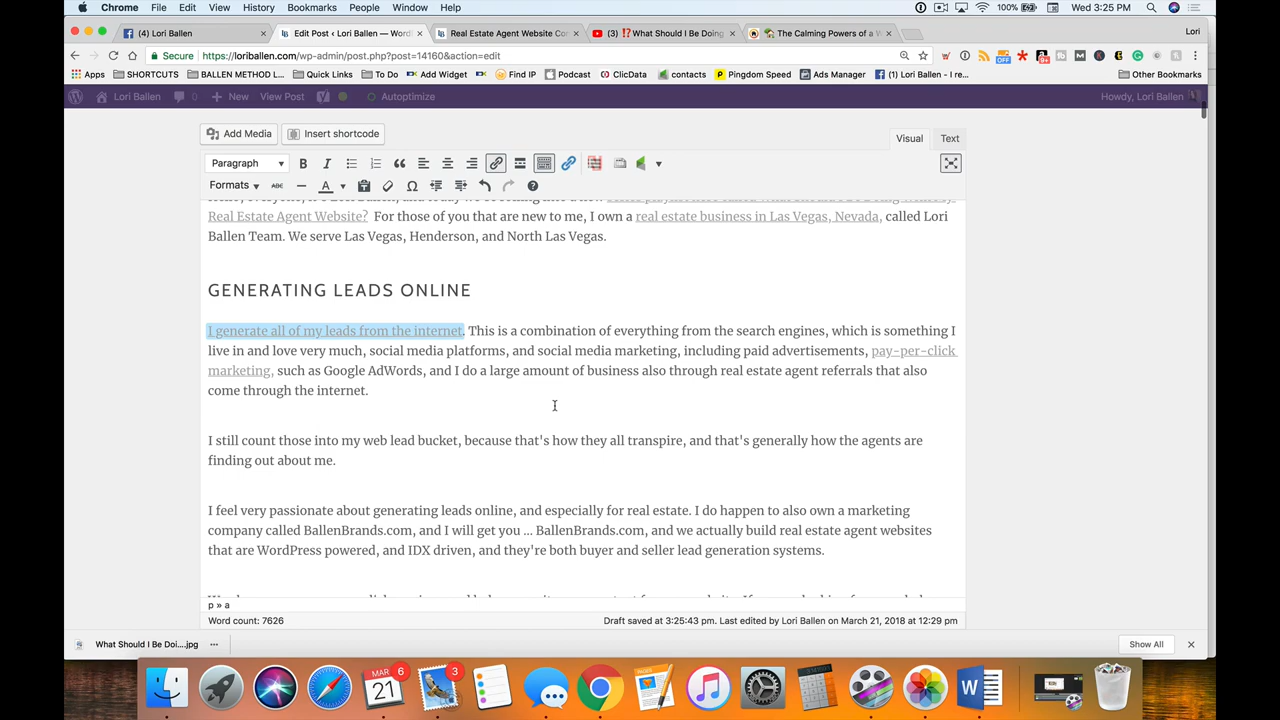 Chrome File Edit View History Bookmarks People Window Help 100% Wed 3:25 PM
(4) Lori Ballen
Edit Post ‹ Lori Ballen — Word
Real Estate Agent Website Con
(3) ⁉️What Should I Be Doing
The Calming Powers of a
Lori
Secure https://loriballen.com/wp-admin/post.php?post=14160&action=edit
Apps SHORTCUTS BALLEN METHOD L... Quick Links To Do Add Widget Find IP Podcast ClicData contacts Pingdom Speed Ads Manager (1) Lori Ballen - I re... Other Bookmarks
Lori Ballen 0 New View Post Autoptimize Howdy, Lori Ballen
Add Media Insert shortcode
Visual Text
Paragraph
Formats
Real Estate Agent Website? For those of you that are new to me, I own a real estate business in Las Vegas, Nevada, called Lori
Ballen Team. We serve Las Vegas, Henderson, and North Las Vegas.
GENERATING LEADS ONLINE
I generate all of my leads from the internet. This is a combination of everything from the search engines, which is something I
live in and love very much, social media platforms, and social media marketing, including paid advertisements, pay-per-click
marketing, such as Google AdWords, and I do a large amount of business also through real estate agent referrals that also
come through the internet.
I still count those into my web lead bucket, because that's how they all transpire, and that's generally how the agents are
finding out about me.
I feel very passionate about generating leads online, and especially for real estate. I do happen to also own a marketing
company called BallenBrands.com, and I will get you ... BallenBrands.com, and we actually build real estate agent websites
that are WordPress powered, and IDX driven, and they're both buyer and seller lead generation systems.
p » a
Word count: 7626 Draft saved at 3:25:43 pm. Last edited by Lori Ballen on March 21, 2018 at 12:29 pm
What Should I Be Doi....jpg
Show All
MAR
21
6
3